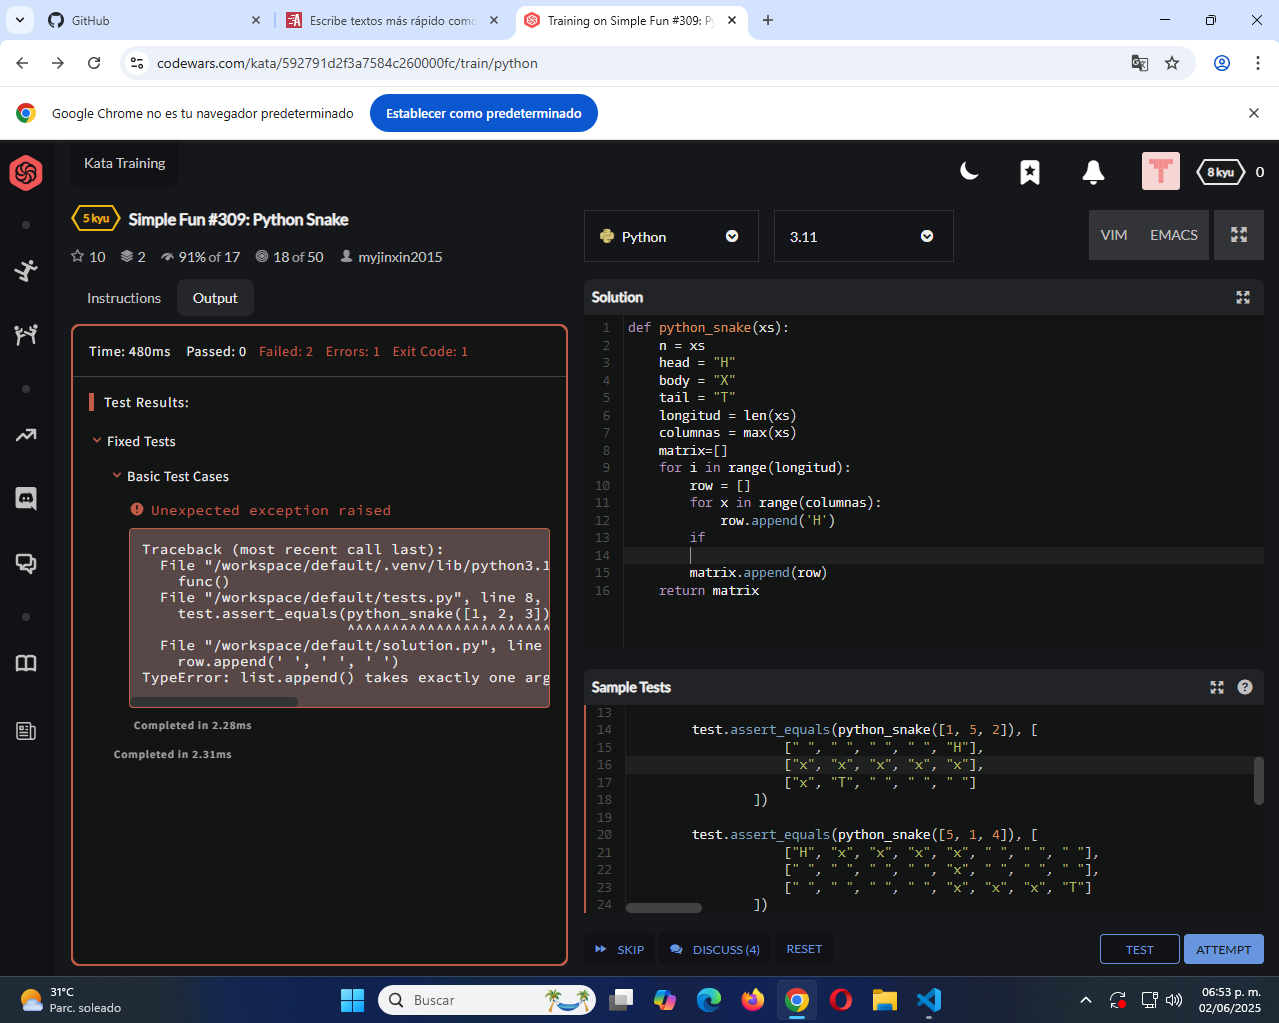 GitHub
Escribe textos más rápido como
Training on Simple Fun #309: Py
codewars.com/kata/592791d2f3a7584c260000fc/train/python
Google Chrome no es tu navegador predeterminado
Establecer como predeterminado
Kata Training
T
8 kyu
0
5 kyu
Simple Fun #309: Python Snake
10
2
91% of 17
18 of 50
myjinxin2015
Instructions
Output
Time: 480ms
Passed: 0
Failed: 2
Errors: 1
Exit Code: 1
Test Results:
Fixed Tests
Basic Test Cases
Unexpected exception raised
Traceback (most recent call last):
  File "/workspace/default/.venv/lib/python3.1
    func()
  File "/workspace/default/tests.py", line 8,
    test.assert_equals(python_snake([1, 2, 3])
                       ^^^^^^^^^^^^^^^^^^^^^^^
  File "/workspace/default/solution.py", line
    row.append(' ', ' ', ' ')
TypeError: list.append() takes exactly one arg
Completed in 2.28ms
Completed in 2.31ms
Python
3.11
VIM
EMACS
Solution
1 def python_snake(xs):
2     n = xs
3     head = "H"
4     body = "X"
5     tail = "T"
6     longitud = len(xs)
7     columnas = max(xs)
8     matrix=[]
9     for i in range(longitud):
10         row = []
11         for x in range(columnas):
12             row.append('H')
13         if
14
15         matrix.append(row)
16     return matrix
Sample Tests
13
14 test.assert_equals(python_snake([1, 5, 2]), [
15 [" ", " ", " ", " ", "H"],
16 ["x", "x", "x", "x", "x"],
17 ["x", "T", " ", " ", " "]
18 ])
19
20 test.assert_equals(python_snake([5, 1, 4]), [
21 ["H", "x", "x", "x", "x", " ", " ", " "],
22 [" ", " ", " ", " ", "x", " ", " ", " "],
23 [" ", " ", " ", " ", "x", "x", "x", "T"]
24 ])
SKIP
DISCUSS (4)
RESET
TEST
ATTEMPT
31°C
Parc. soleado
Buscar
06:53 p. m.
02/06/2025